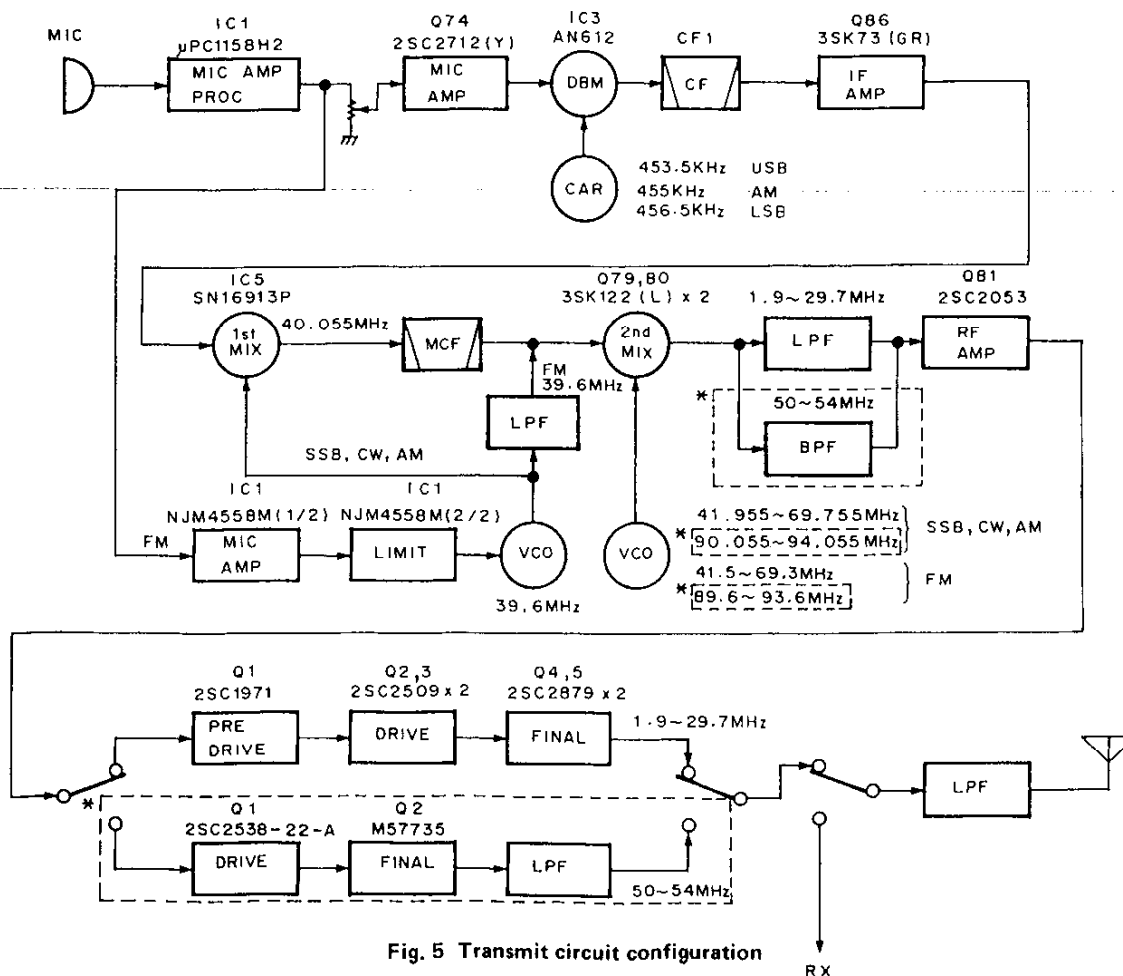 MIC
IC1
µPC1158H2
MIC AMP
PROC
Q74
2SC2712(Y)
MIC
AMP
IC3
AN612
DBM
CF1
CF
Q86
3SK73(GR)
IF
AMP
CAR
453.5KHz USB
455KHz AM
456.5KHz LSB
IC5
SN16913P
1st
MIX
40.055MHz
MCF
Q79,80
3SK122(L)x2
2nd
MIX
1.9~29.7MHz
LPF
Q81
2SC2053
RF
AMP
FM
39.6MHz
LPF
* 50~54MHz
BPF
SSB, CW, AM
IC1
NJM4558M(1/2)
FM
MIC
AMP
IC1
NJM4558M(2/2)
LIMIT
VCO
39.6MHz
VCO
41.955~69.755MHz
* 90.055~94.055MHz
SSB, CW, AM
41.5~69.3MHz
* 89.6~93.6MHz
FM
Q1
2SC1971
PRE
DRIVE
Q2,3
2SC2509x2
DRIVE
Q4,5
2SC2879x2
FINAL
1.9~29.7MHz
LPF
*
Q1
2SC2538-22-A
DRIVE
Q2
M57735
FINAL
LPF
50~54MHz
Fig. 5 Transmit circuit configuration
RX